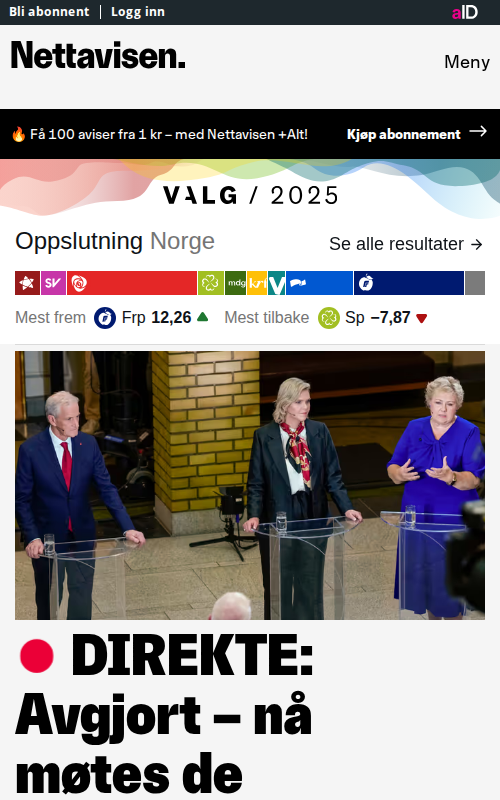 Bli abonnent | Logg inn
aID
Nettavisen.
Meny
🔥 Få 100 aviser fra 1 kr – med Nettavisen +Alt!
Kjøp abonnement →
VALG / 2025
Oppslutning Norge
Se alle resultater →
SV mdg krf V
Mest frem Frp 12,26 ▲ Mest tilbake Sp −7,87 ▼
DIREKTE:
Avgjort – nå
møtes de